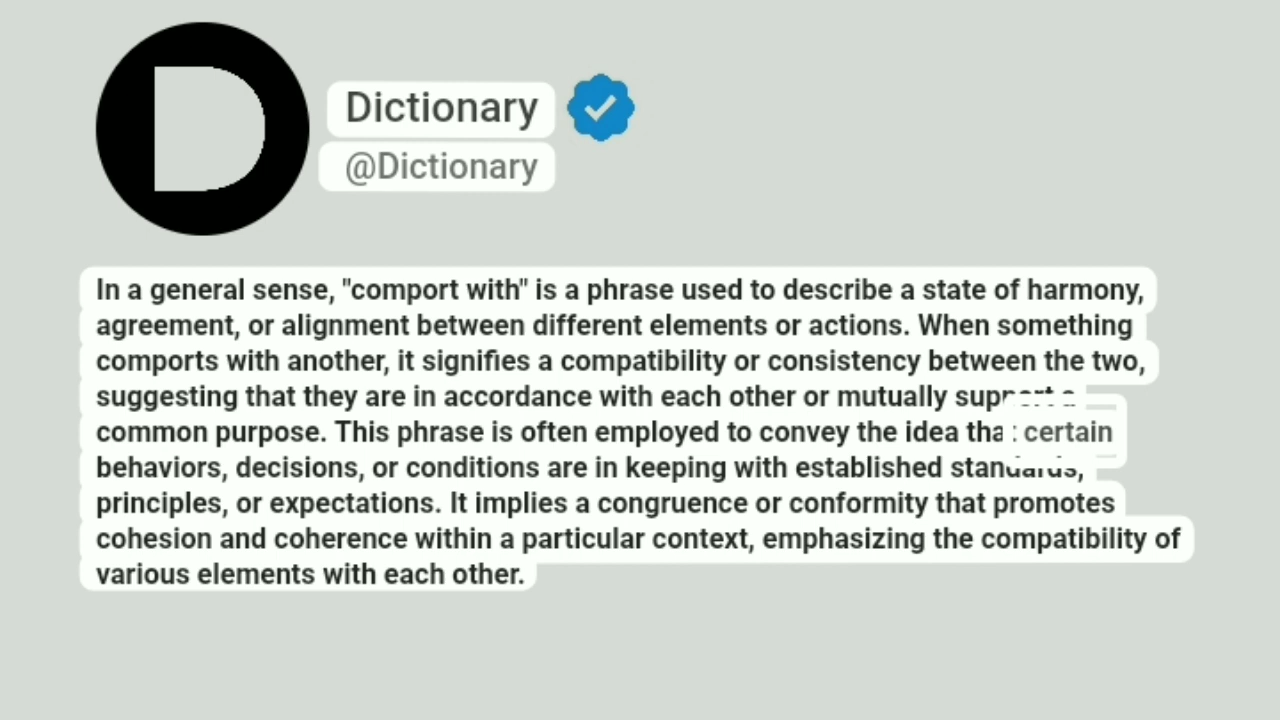 Dictionary
@Dictionary
In a general sense, "comport with" is a phrase used to describe a state of harmony,
agreement, or alignment between different elements or actions. When something
comports with another, it signifies a compatibility or consistency between the two,
suggesting that they are in accordance with each other or mutually support a
common purpose. This phrase is often employed to convey the idea that certain
behaviors, decisions, or conditions are in keeping with established standards,
principles, or expectations. It implies a congruence or conformity that promotes
cohesion and coherence within a particular context, emphasizing the compatibility of
various elements with each other.